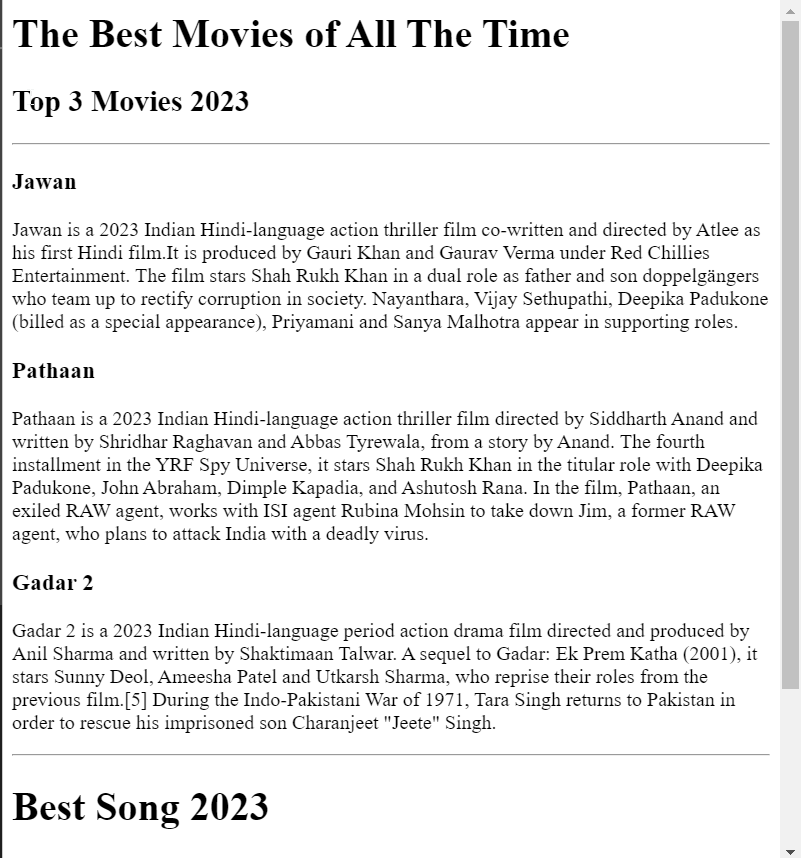 The Best Movies of All The Time
Top 3 Movies 2023
Jawan
Jawan is a 2023 Indian Hindi-language action thriller film co-written and directed by Atlee as
his first Hindi film.It is produced by Gauri Khan and Gaurav Verma under Red Chillies
Entertainment. The film stars Shah Rukh Khan in a dual role as father and son doppelgängers
who team up to rectify corruption in society. Nayanthara, Vijay Sethupathi, Deepika Padukone
(billed as a special appearance), Priyamani and Sanya Malhotra appear in supporting roles.
Pathaan
Pathaan is a 2023 Indian Hindi-language action thriller film directed by Siddharth Anand and
written by Shridhar Raghavan and Abbas Tyrewala, from a story by Anand. The fourth
installment in the YRF Spy Universe, it stars Shah Rukh Khan in the titular role with Deepika
Padukone, John Abraham, Dimple Kapadia, and Ashutosh Rana. In the film, Pathaan, an
exiled RAW agent, works with ISI agent Rubina Mohsin to take down Jim, a former RAW
agent, who plans to attack India with a deadly virus.
Gadar 2
Gadar 2 is a 2023 Indian Hindi-language period action drama film directed and produced by
Anil Sharma and written by Shaktimaan Talwar. A sequel to Gadar: Ek Prem Katha (2001), it
stars Sunny Deol, Ameesha Patel and Utkarsh Sharma, who reprise their roles from the
previous film.[5] During the Indo-Pakistani War of 1971, Tara Singh returns to Pakistan in
order to rescue his imprisoned son Charanjeet "Jeete" Singh.
Best Song 2023